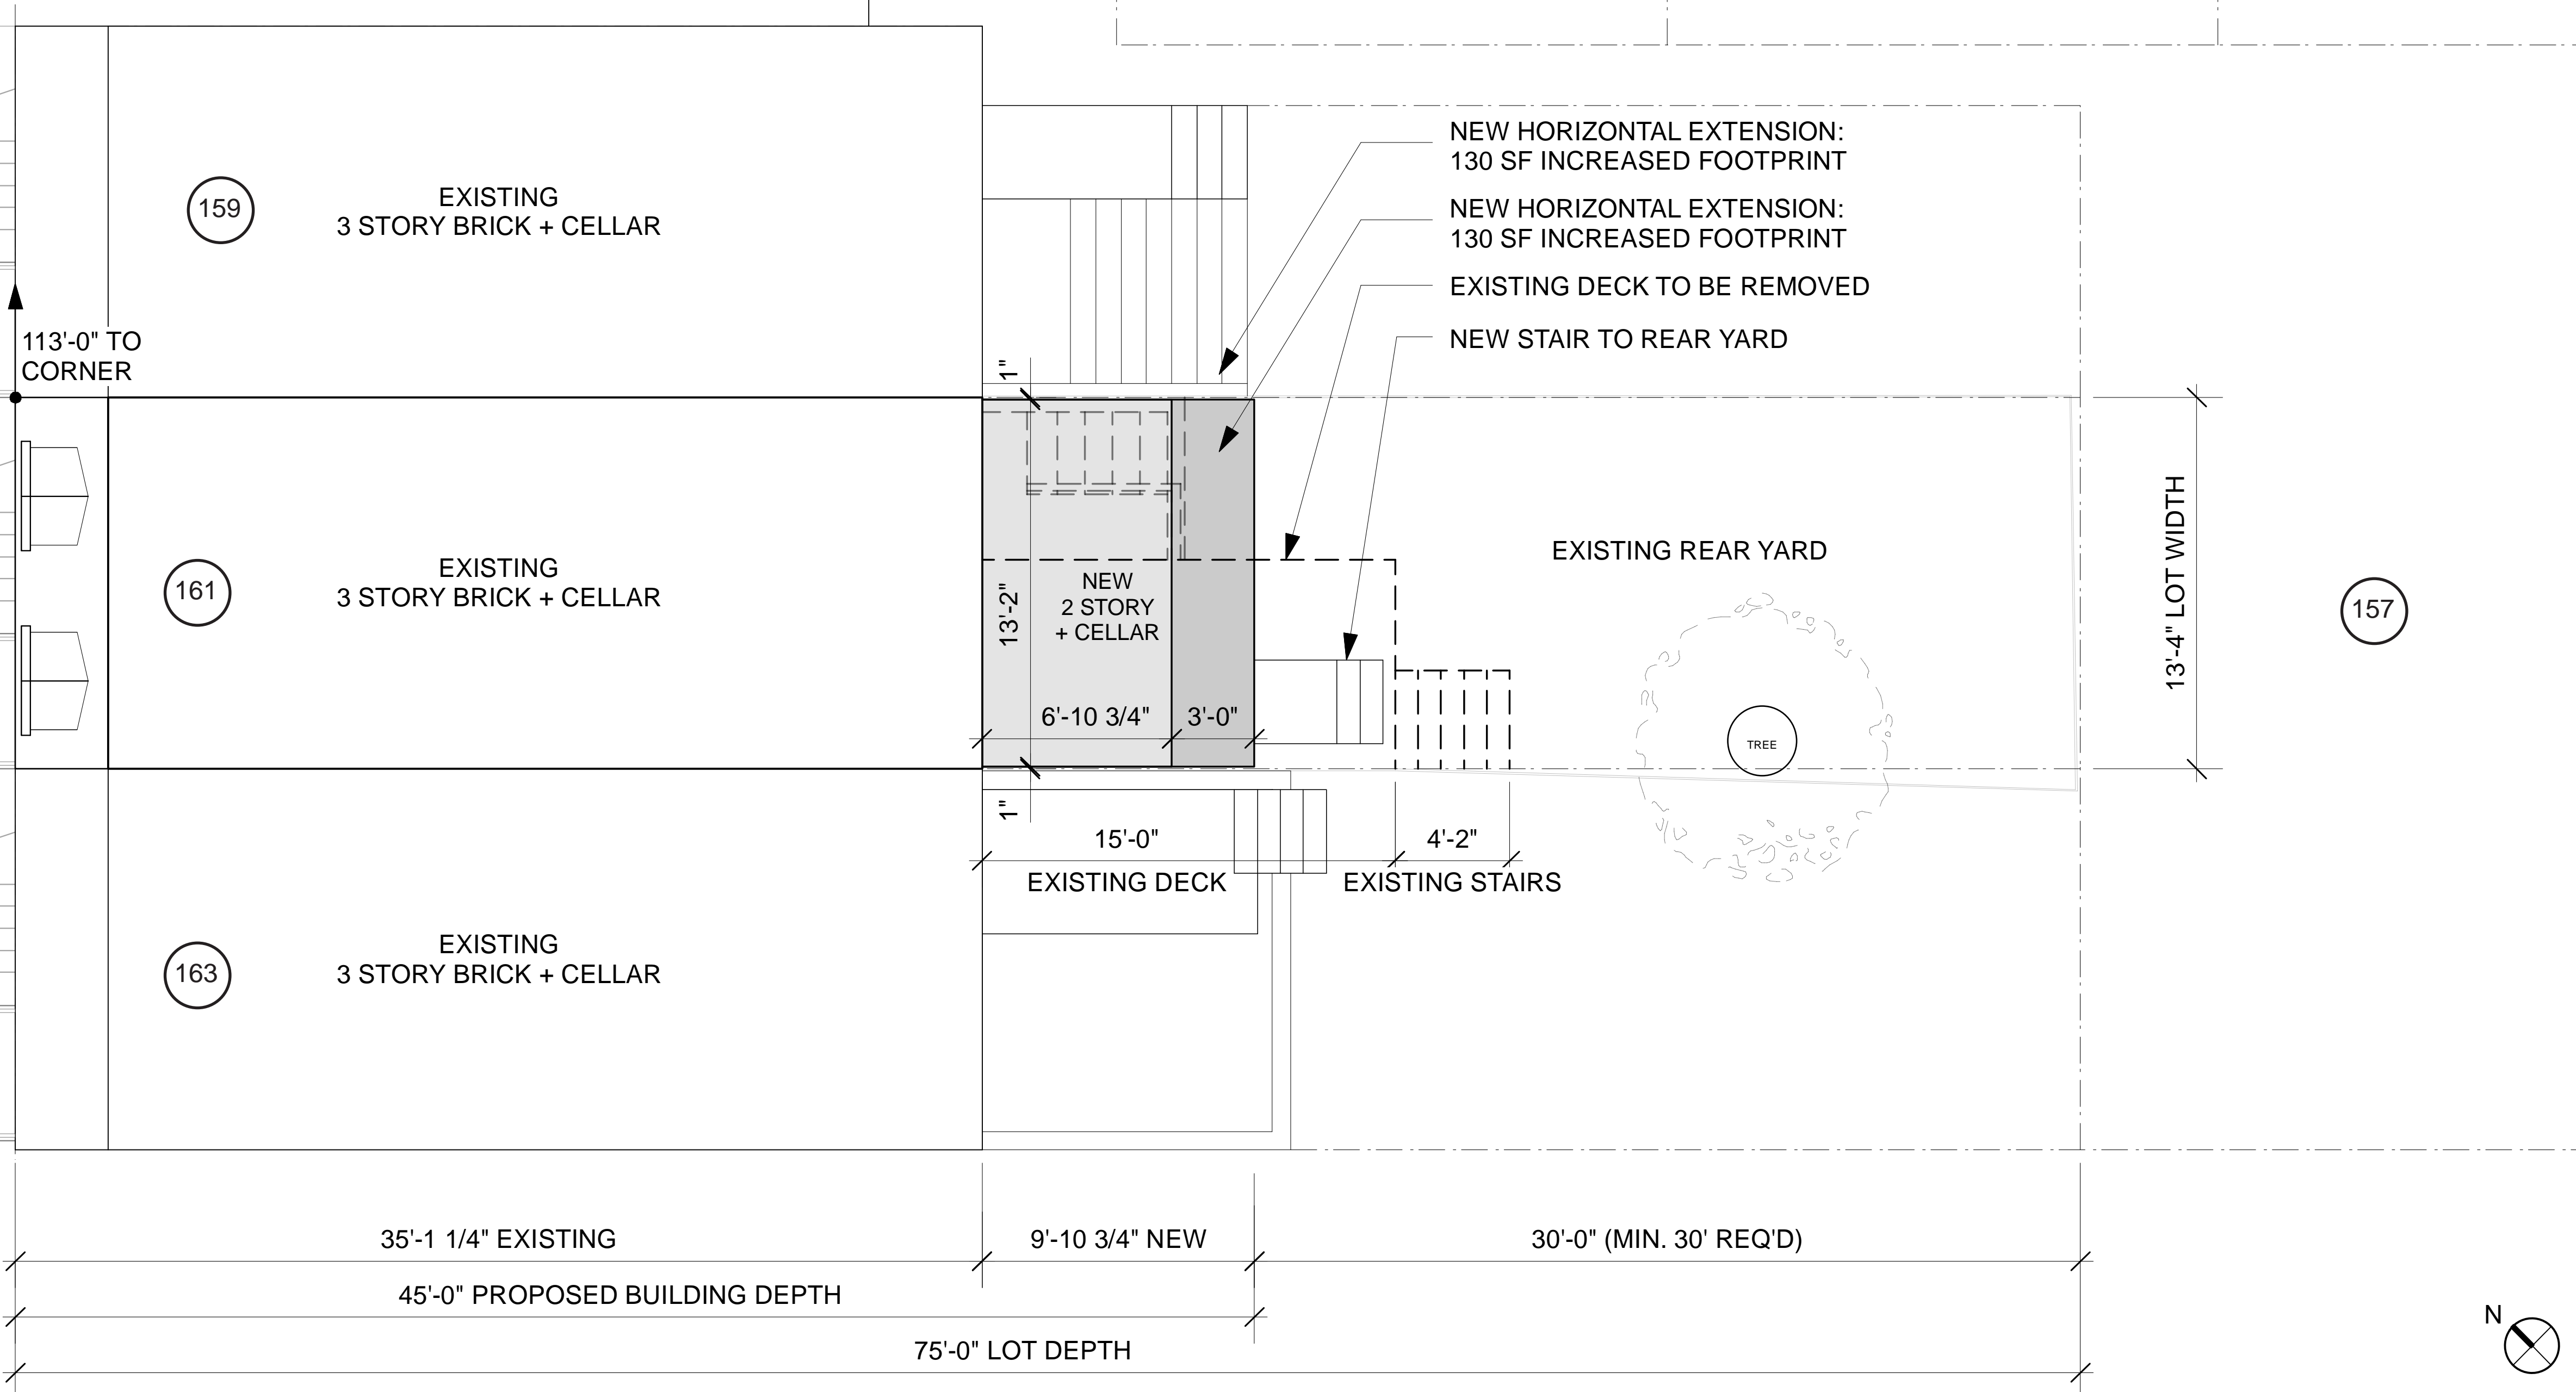 NEW HORIZONTAL EXTENSION:
130 SF INCREASED FOOTPRINT
NEW HORIZONTAL EXTENSION:
130 SF INCREASED FOOTPRINT
EXISTING DECK TO BE REMOVED
NEW STAIR TO REAR YARD
159
EXISTING
3 STORY BRICK + CELLAR
113'-0" TO
CORNER
1"
161
EXISTING
3 STORY BRICK + CELLAR
13'-2"
NEW
2 STORY
+ CELLAR
6'-10 3/4"
3'-0"
EXISTING REAR YARD
TREE
13'-4" LOT WIDTH
157
1"
15'-0"
4'-2"
EXISTING DECK
EXISTING STAIRS
163
EXISTING
3 STORY BRICK + CELLAR
35'-1 1/4" EXISTING
9'-10 3/4" NEW
30'-0" (MIN. 30' REQ'D)
45'-0" PROPOSED BUILDING DEPTH
75'-0" LOT DEPTH
N